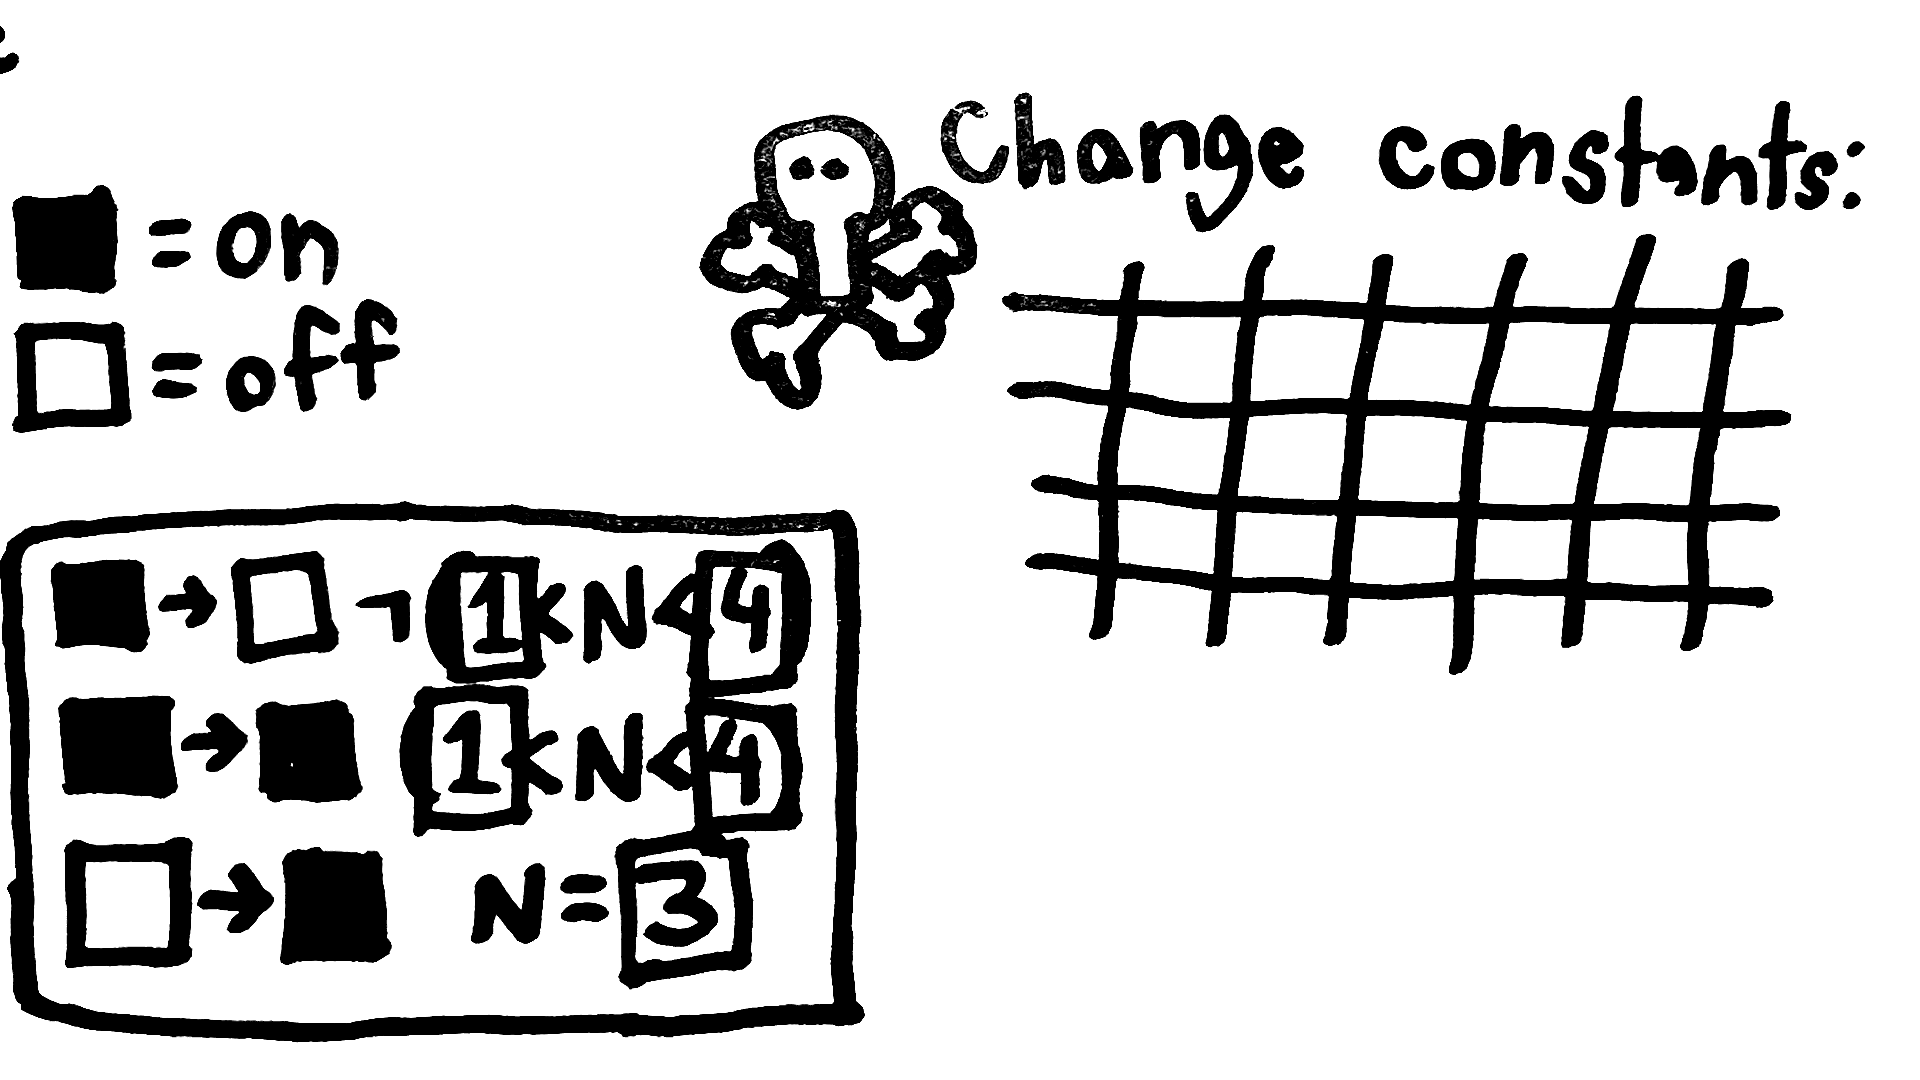 Change constants:
= on
= off
→ ¬(1<N<4)
→ (1<N<4)
→ N=3